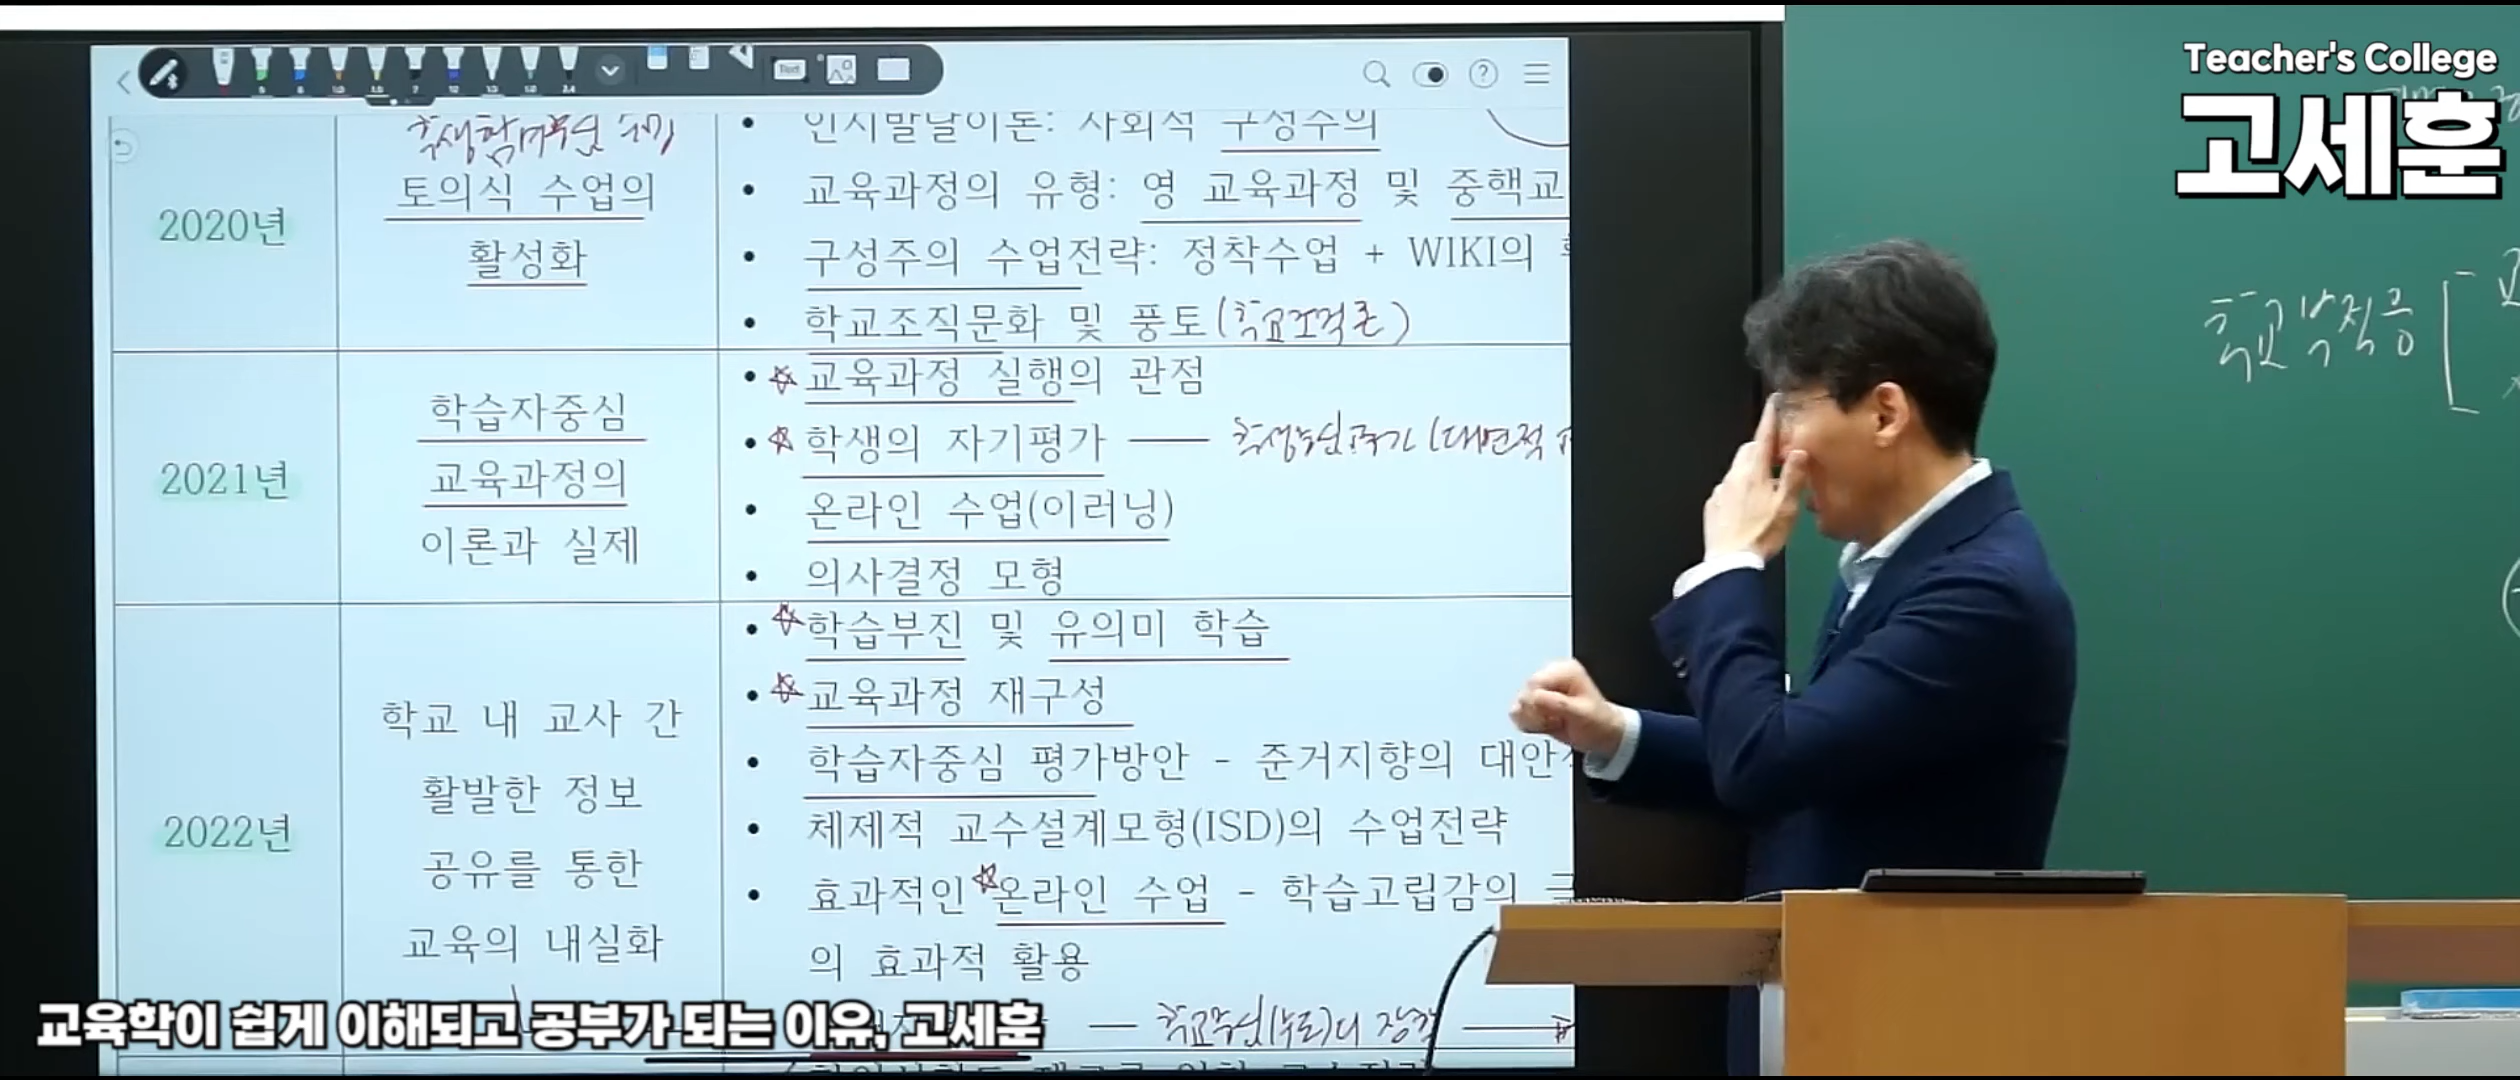 Teacher's College
고세훈
2020년
토의식 수업의
활성화
• 인지발달이론: 사회적 구성주의
• 교육과정의 유형: 영 교육과정 및 중핵교
• 구성주의 수업전략: 정착수업 + WIKI의
• 학교조직문화 및 풍토(학교조직론)
2021년
학습자중심
교육과정의
이론과 실제
• ☆ 교육과정 실행의 관점
• ☆ 학생의 자기평가 —
• 온라인 수업(이러닝)
• 의사결정 모형
2022년
학교 내 교사 간
활발한 정보
공유를 통한
교육의 내실화
• ☆ 학습부진 및 유의미 학습
• ☆ 교육과정 재구성
• 학습자중심 평가방안 - 준거지향의 대안
• 체제적 교수설계모형(ISD)의 수업전략
• 효과적인 ☆온라인 수업 - 학습고립감의
의 효과적 활용
학교부적응 [
Text
교육학이 쉽게 이해되고 공부가 되는 이유, 고세훈